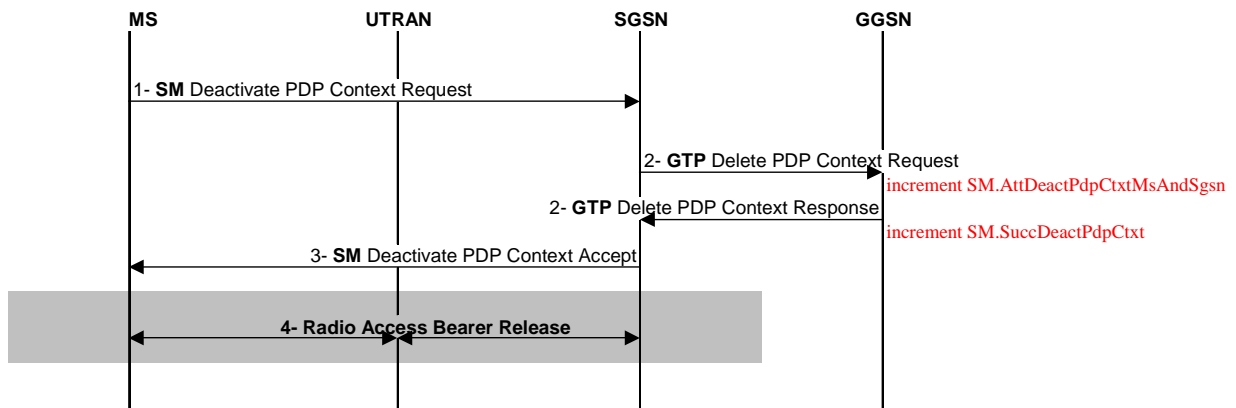 MS UTRAN SGSN GGSN
1- SM Deactivate PDP Context Request
2- GTP Delete PDP Context Request
increment SM.AttDeactPdpCtxtMsAndSgsn
2- GTP Delete PDP Context Response
increment SM.SuccDeactPdpCtxt
3- SM Deactivate PDP Context Accept
4- Radio Access Bearer Release